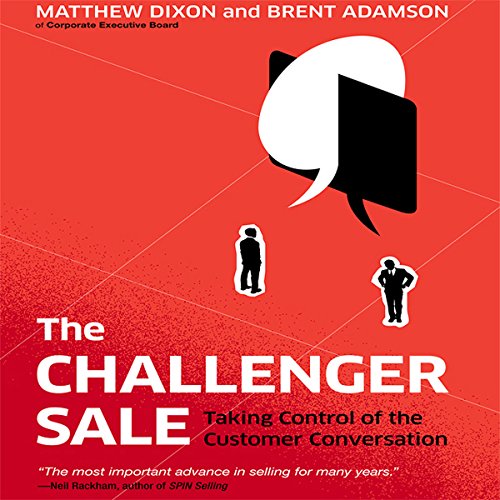 MATTHEW DIXON and BRENT ADAMSON
of Corporate Executive Board
The
CHALLENGER
SALE
Taking Control of the
Customer Conversation
“The most important advance in selling for many years.”
—Neil Rackham, author of SPIN Selling